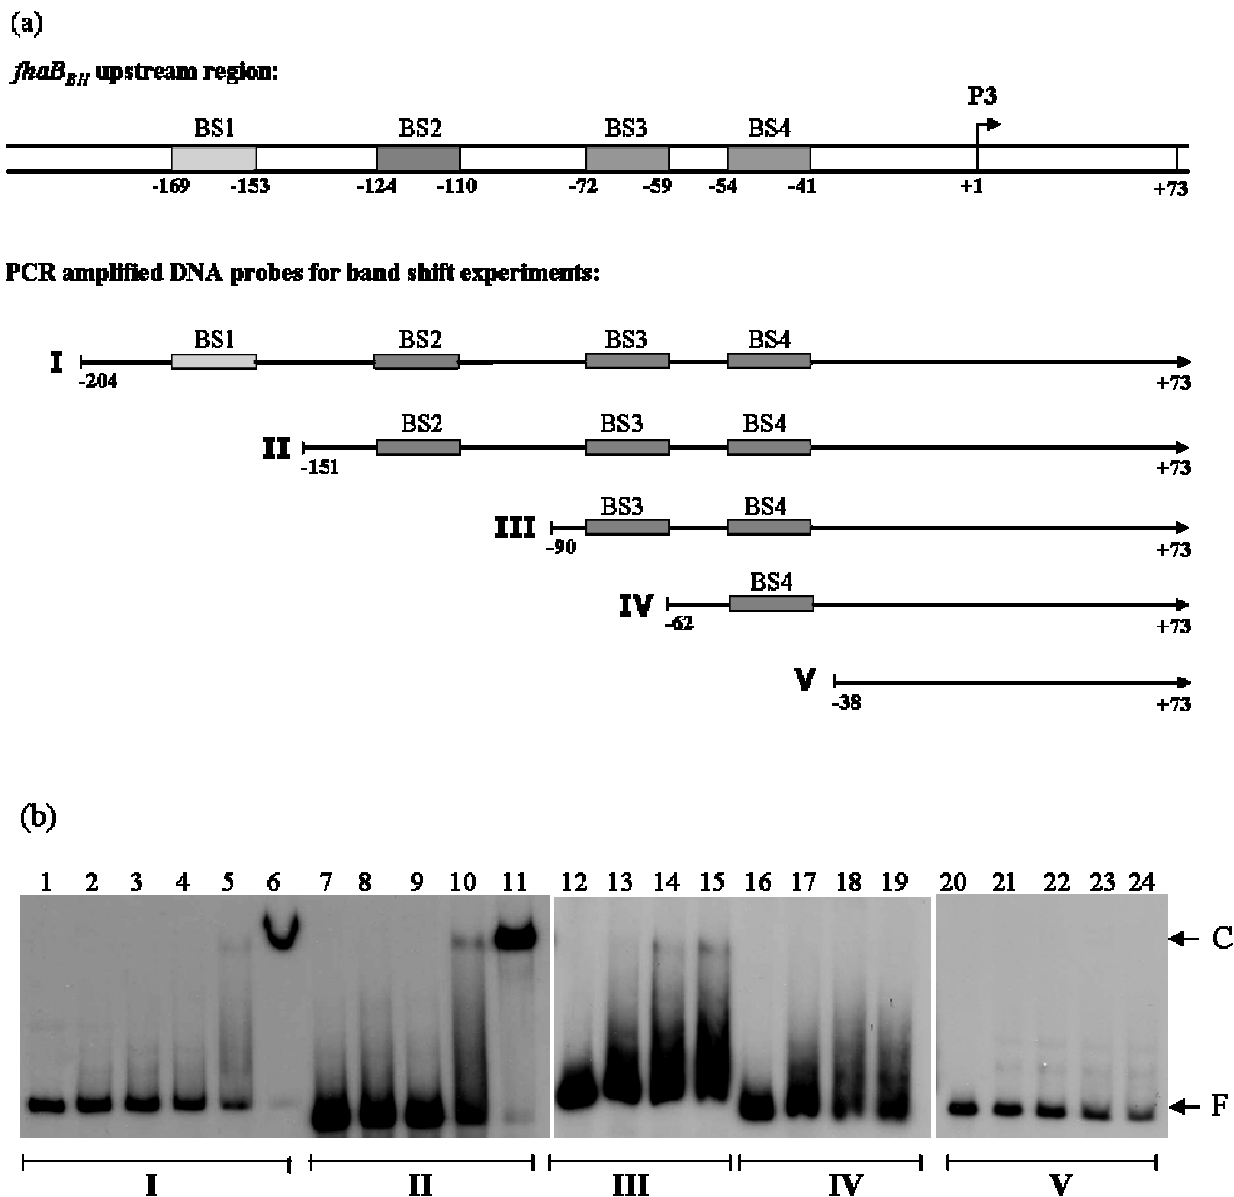 (a)
fhaB_BH upstream region:
P3
BS1 BS2 BS3 BS4
-169 -153 -124 -110 -72 -59 -54 -41 +1 +73
PCR amplified DNA probes for band shift experiments:
BS1 BS2 BS3 BS4
I
-204 +73
BS2 BS3 BS4
II
-151 +73
BS3 BS4
III
-90 +73
BS4
IV
-62 +73
V
-38 +73
(b)
1 2 3 4 5 6 7 8 9 10 11 12 13 14 15 16 17 18 19 20 21 22 23 24
C
F
I II III IV V